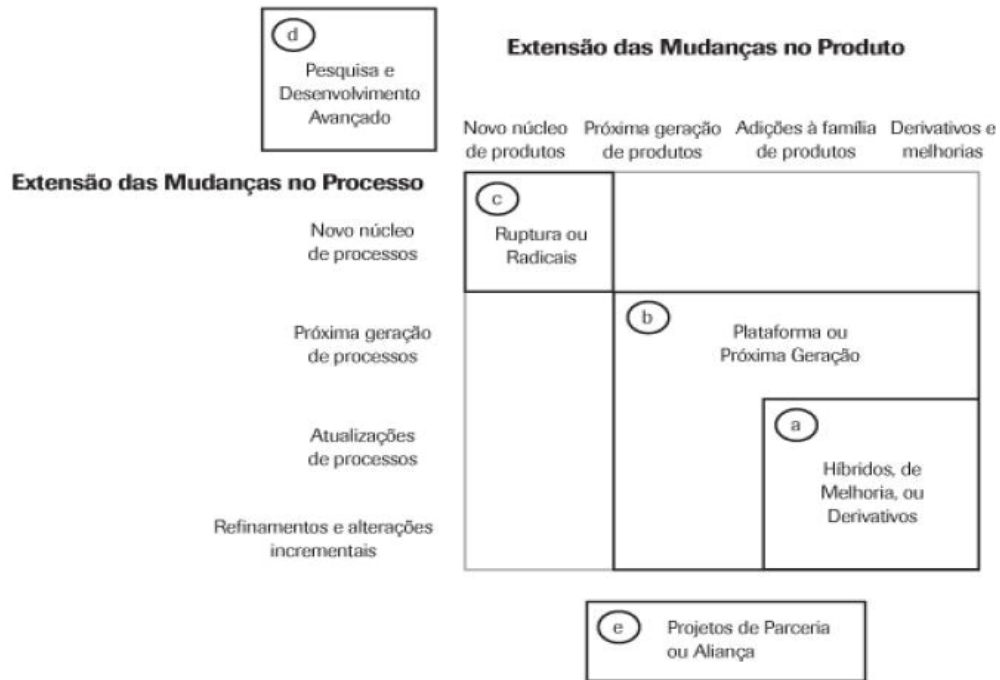 d
Pesquisa e
Desenvolvimento
Avançado
Extensão das Mudanças no Produto
Novo núcleo
de produtos
Próxima geração
de produtos
Adições à família
de produtos
Derivativos e
melhorias
Extensão das Mudanças no Processo
Novo núcleo
de processos
c
Ruptura ou
Radicais
Próxima geração
de processos
b
Plataforma ou
Próxima Geração
Atualizações
de processos
a
Híbridos, de
Melhoria, ou
Derivativos
Refinamentos e alterações
incrementais
e
Projetos de Parceria
ou Aliança